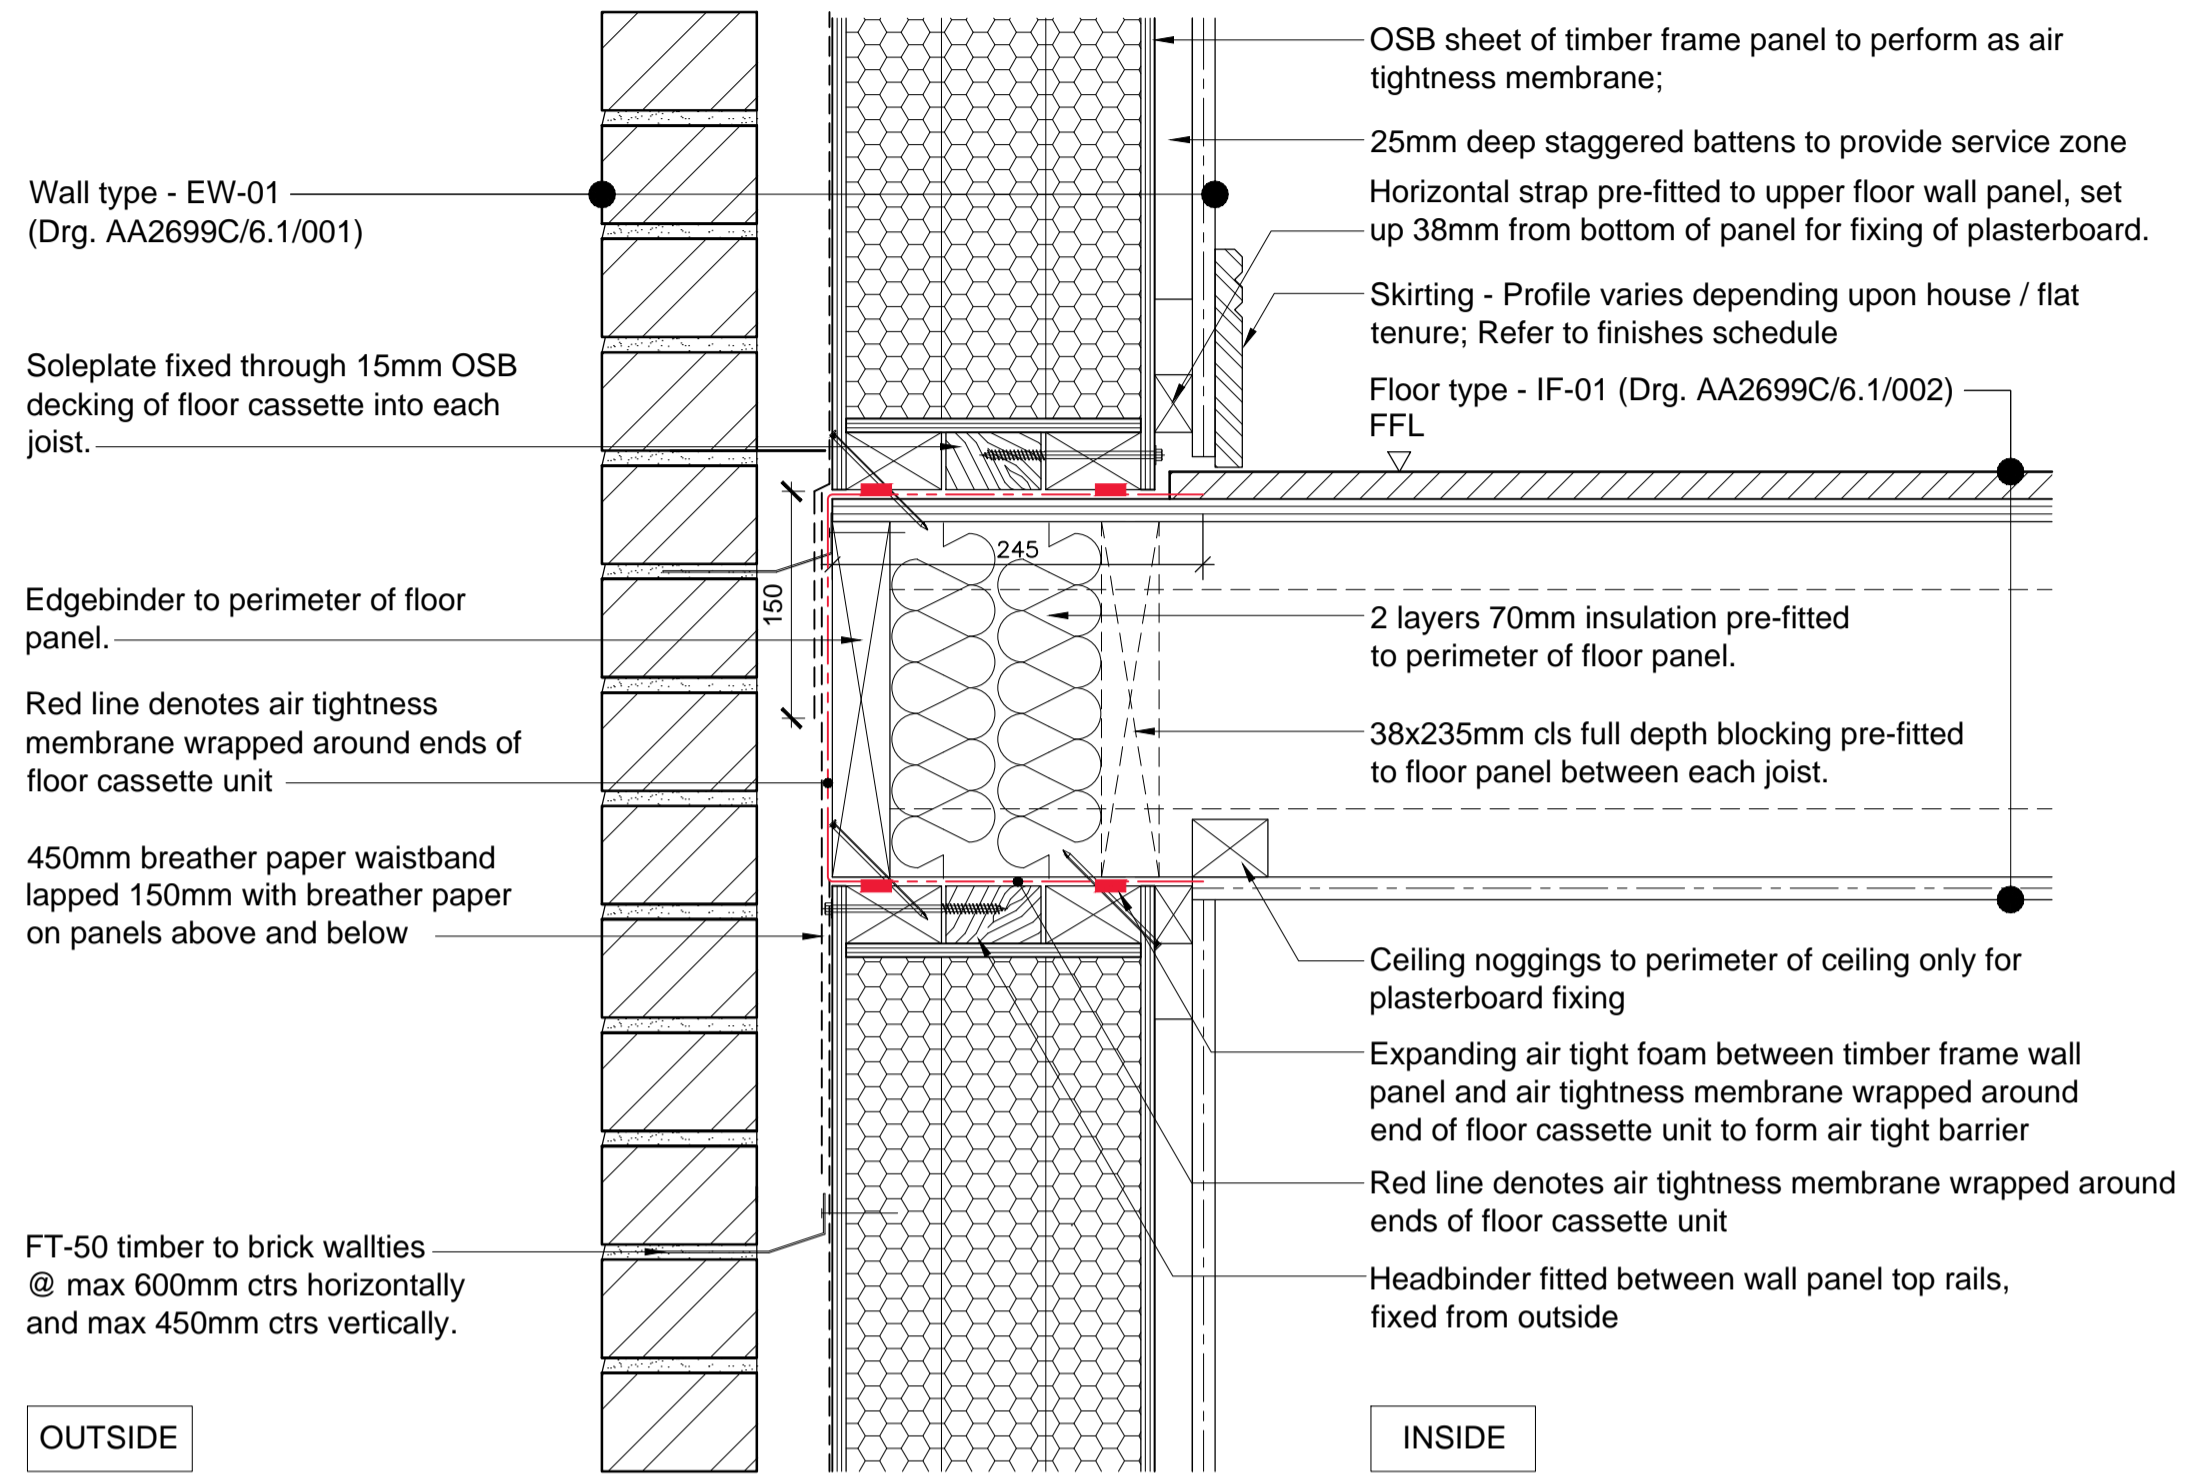 Wall type - EW-01
(Drg. AA2699C/6.1/001)
Soleplate fixed through 15mm OSB
decking of floor cassette into each
joist.
Edgebinder to perimeter of floor
panel.
Red line denotes air tightness
membrane wrapped around ends of
floor cassette unit
450mm breather paper waistband
lapped 150mm with breather paper
on panels above and below
FT-50 timber to brick wallties
@ max 600mm ctrs horizontally
and max 450mm ctrs vertically.
OUTSIDE
150
245
OSB sheet of timber frame panel to perform as air
tightness membrane;
25mm deep staggered battens to provide service zone
Horizontal strap pre-fitted to upper floor wall panel, set
up 38mm from bottom of panel for fixing of plasterboard.
Skirting - Profile varies depending upon house / flat
tenure; Refer to finishes schedule
Floor type - IF-01 (Drg. AA2699C/6.1/002)
FFL
2 layers 70mm insulation pre-fitted
to perimeter of floor panel.
38x235mm cls full depth blocking pre-fitted
to floor panel between each joist.
Ceiling noggings to perimeter of ceiling only for
plasterboard fixing
Expanding air tight foam between timber frame wall
panel and air tightness membrane wrapped around
end of floor cassette unit to form air tight barrier
Red line denotes air tightness membrane wrapped around
ends of floor cassette unit
Headbinder fitted between wall panel top rails,
fixed from outside
INSIDE